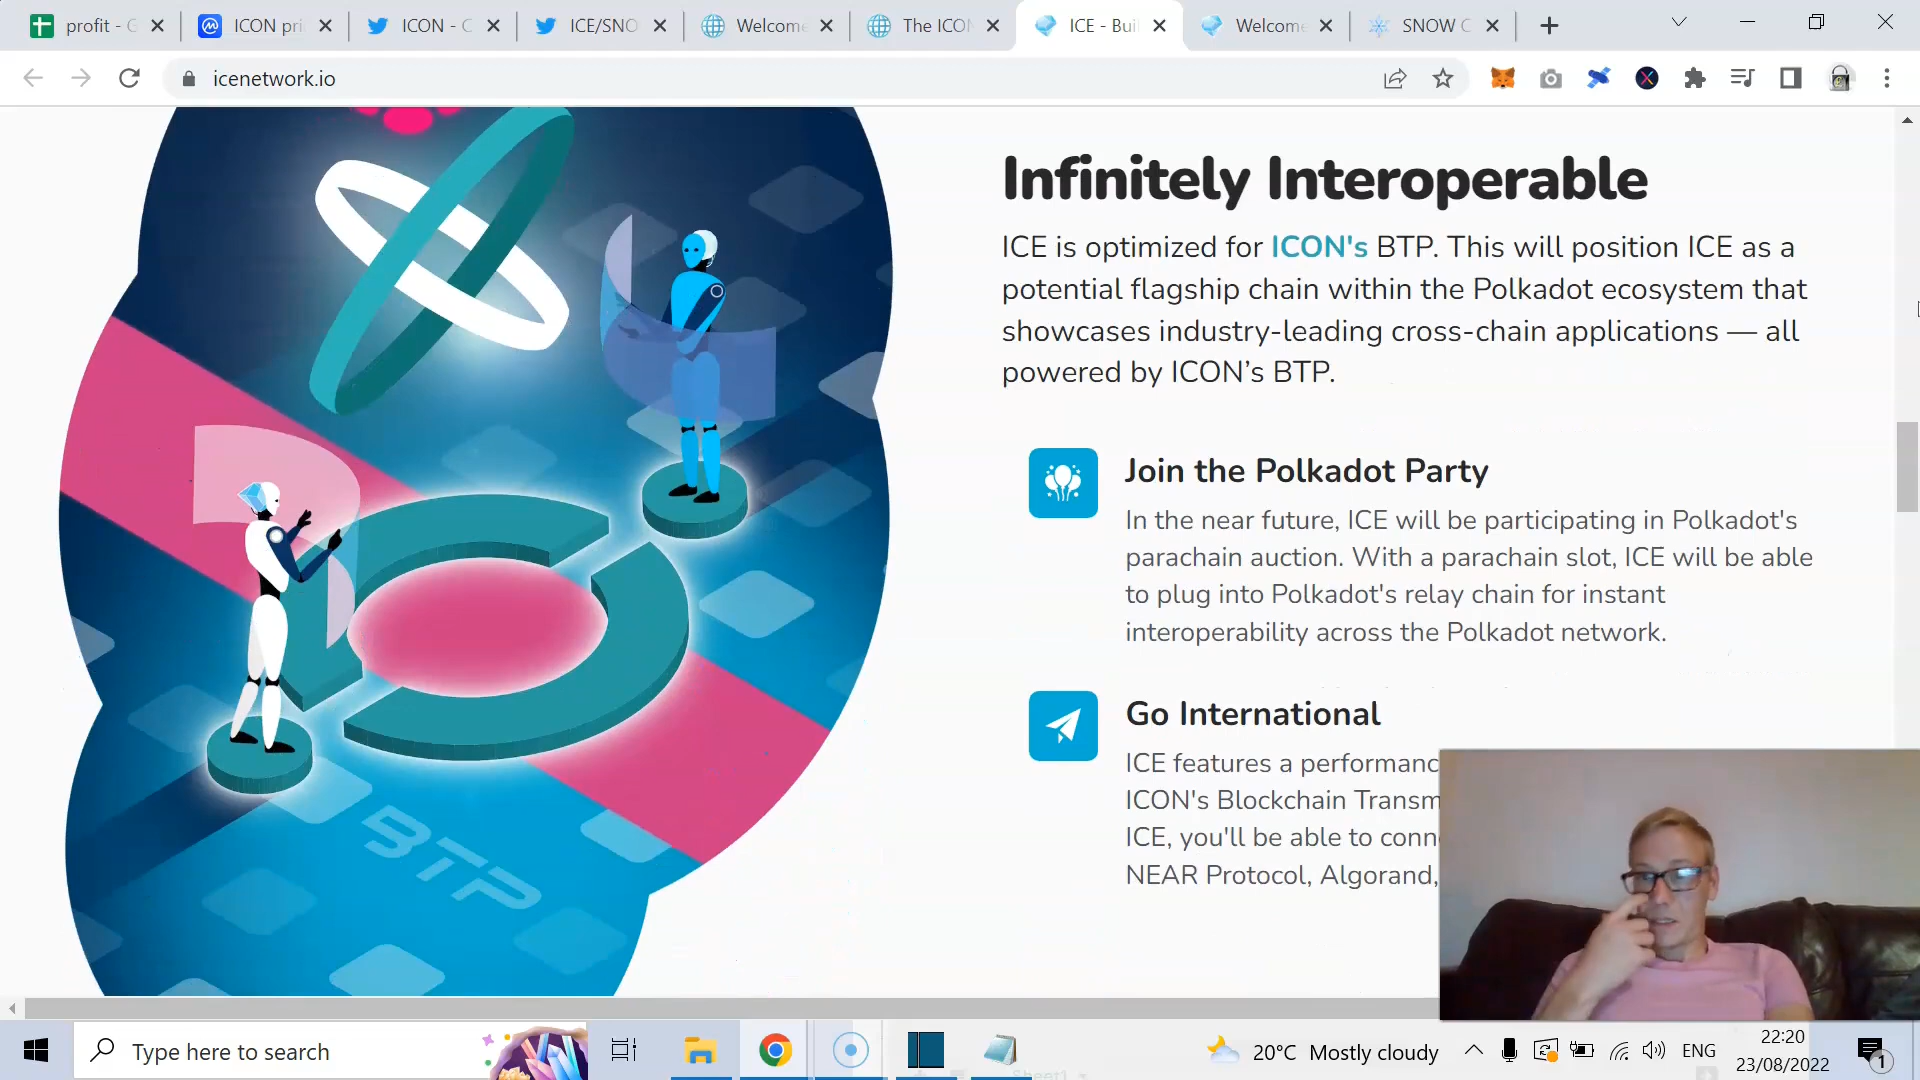 profit - G
ICON pri
ICON - C
ICE/SNO
Welcome
The ICON
ICE - Buil
Welcome
SNOW C
icenetwork.io
Infinitely Interoperable
ICE is optimized for ICON's BTP. This will position ICE as a
potential flagship chain within the Polkadot ecosystem that
showcases industry-leading cross-chain applications — all
powered by ICON’s BTP.
Join the Polkadot Party
In the near future, ICE will be participating in Polkadot's
parachain auction. With a parachain slot, ICE will be able
to plug into Polkadot's relay chain for instant
interoperability across the Polkadot network.
Go International
ICE features a performanc
ICON's Blockchain Transm
ICE, you'll be able to conn
NEAR Protocol, Algorand,
BTP
Type here to search
20°C Mostly cloudy
ENG
22:20
23/08/2022
1